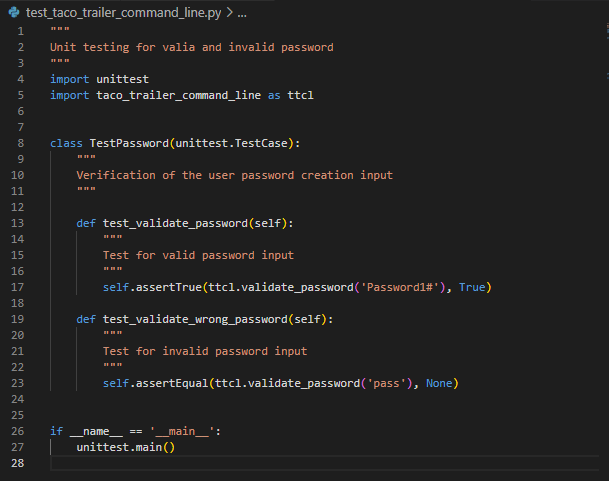 test_taco_trailer_command_line.py > ...
1 """
2 Unit testing for valia and invalid password
3 """
4 import unittest
5 import taco_trailer_command_line as ttcl
6
7
8 class TestPassword(unittest.TestCase):
9     """
10     Verification of the user password creation input
11     """
12
13     def test_validate_password(self):
14         """
15         Test for valid password input
16         """
17         self.assertTrue(ttcl.validate_password('Password1#'), True)
18
19     def test_validate_wrong_password(self):
20         """
21         Test for invalid password input
22         """
23         self.assertEqual(ttcl.validate_password('pass'), None)
24
25
26 if __name__ == '__main__':
27     unittest.main()
28